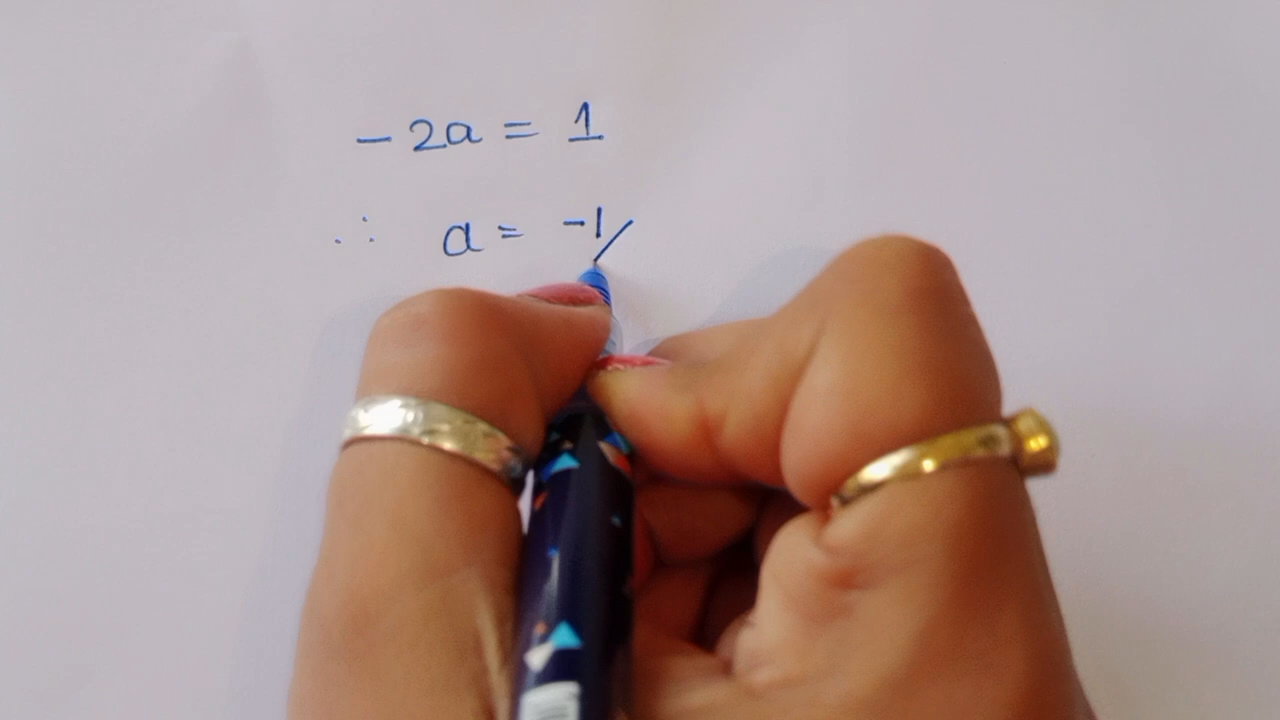 -2a = 1
∴ a = -1/